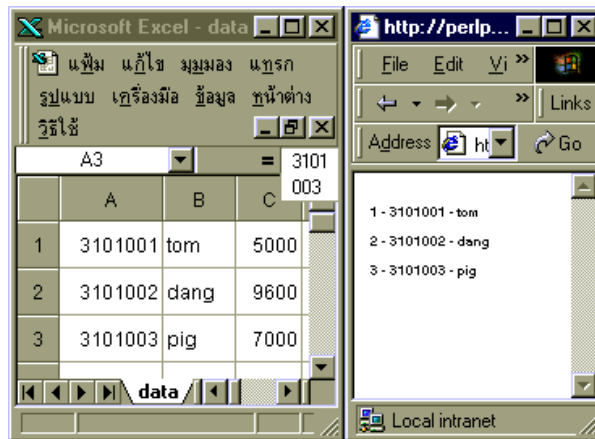 Microsoft Excel - data
แฟ้ม แก้ไข มุมมอง แทรก
รูปแบบ เครื่องมือ ข้อมูล หน้าต่าง
วิธีใช้
A3 = 3101
003
A B C
1 3101001 tom 5000
2 3101002 dang 9600
3 3101003 pig 7000
data
http://perlp...
File Edit Vi »
» Links
Address ht Go
1 - 3101001 - tom
2 - 3101002 - dang
3 - 3101003 - pig
Local intranet